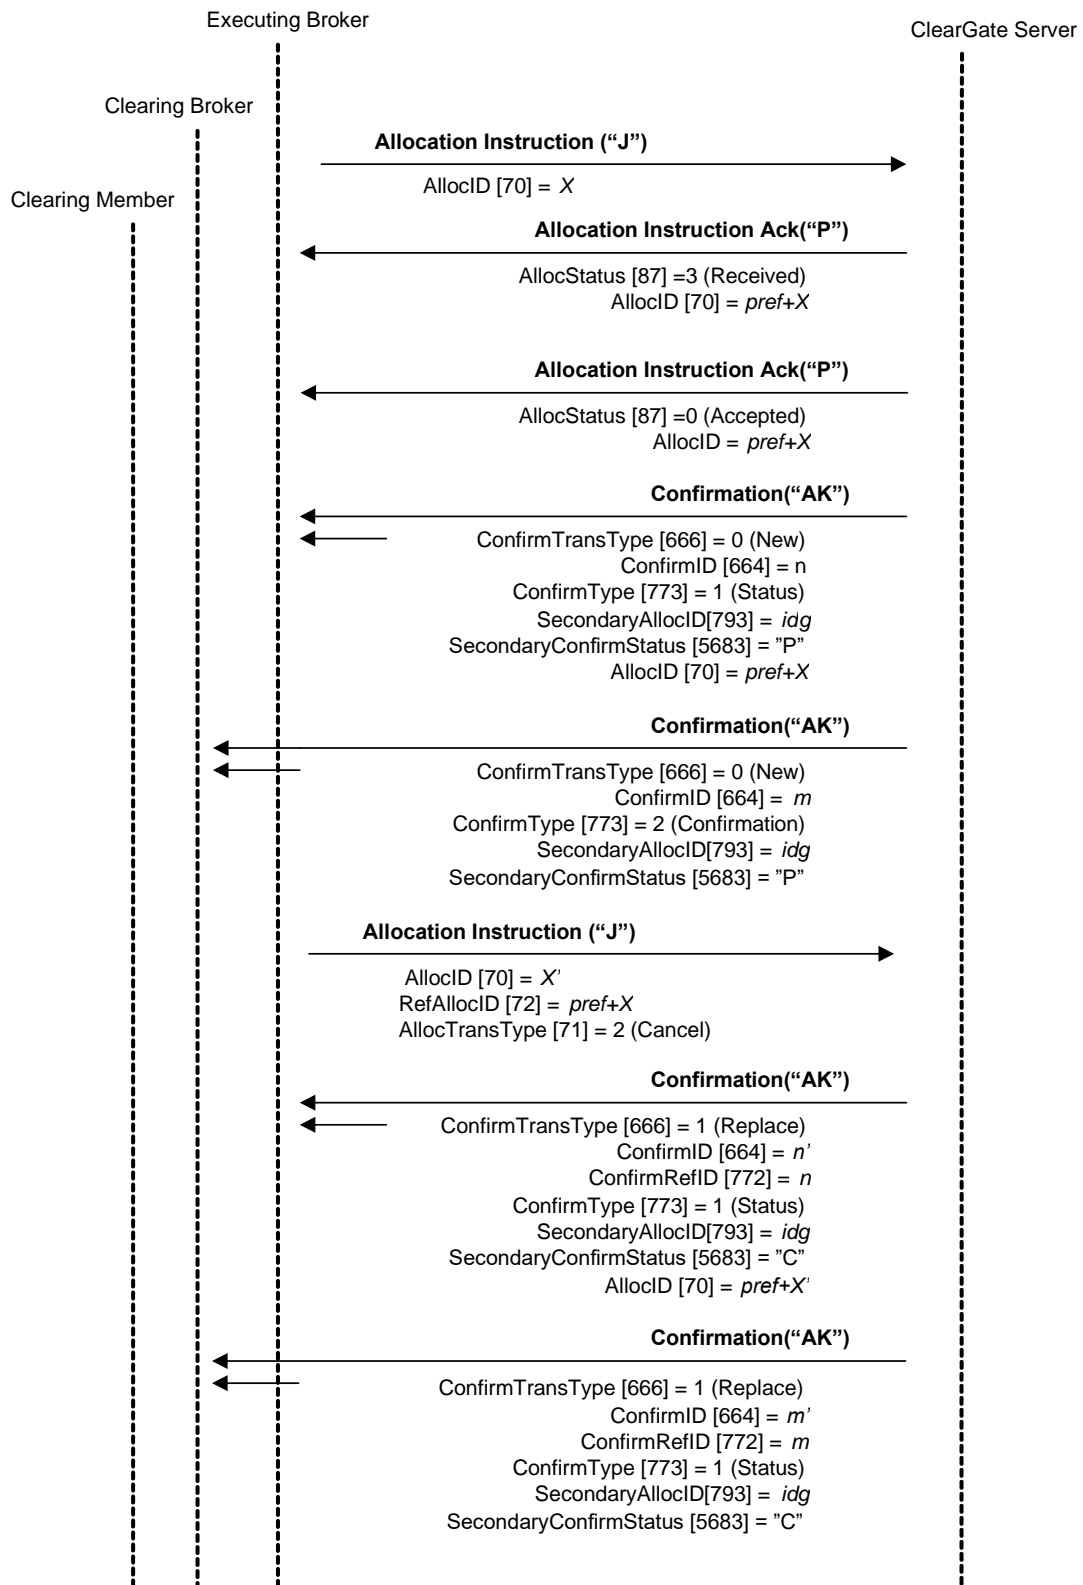 Executing Broker
ClearGate Server
Clearing Broker
Allocation Instruction (“J”)
AllocID [70] = X
Clearing Member
Allocation Instruction Ack(“P”)
AllocStatus [87] =3 (Received)
AllocID [70] = pref+X
Allocation Instruction Ack(“P”)
AllocStatus [87] =0 (Accepted)
AllocID = pref+X
Confirmation(“AK”)
ConfirmTransType [666] = 0 (New)
ConfirmID [664] = n
ConfirmType [773] = 1 (Status)
SecondaryAllocID[793] = idg
SecondaryConfirmStatus [5683] = ”P”
AllocID [70] = pref+X
Confirmation(“AK”)
ConfirmTransType [666] = 0 (New)
ConfirmID [664] = m
ConfirmType [773] = 2 (Confirmation)
SecondaryAllocID[793] = idg
SecondaryConfirmStatus [5683] = ”P”
Allocation Instruction (“J”)
AllocID [70] = X’
RefAllocID [72] = pref+X
AllocTransType [71] = 2 (Cancel)
Confirmation(“AK”)
ConfirmTransType [666] = 1 (Replace)
ConfirmID [664] = n’
ConfirmRefID [772] = n
ConfirmType [773] = 1 (Status)
SecondaryAllocID[793] = idg
SecondaryConfirmStatus [5683] = ”C”
AllocID [70] = pref+X’
Confirmation(“AK”)
ConfirmTransType [666] = 1 (Replace)
ConfirmID [664] = m’
ConfirmRefID [772] = m
ConfirmType [773] = 1 (Status)
SecondaryAllocID[793] = idg
SecondaryConfirmStatus [5683] = ”C”